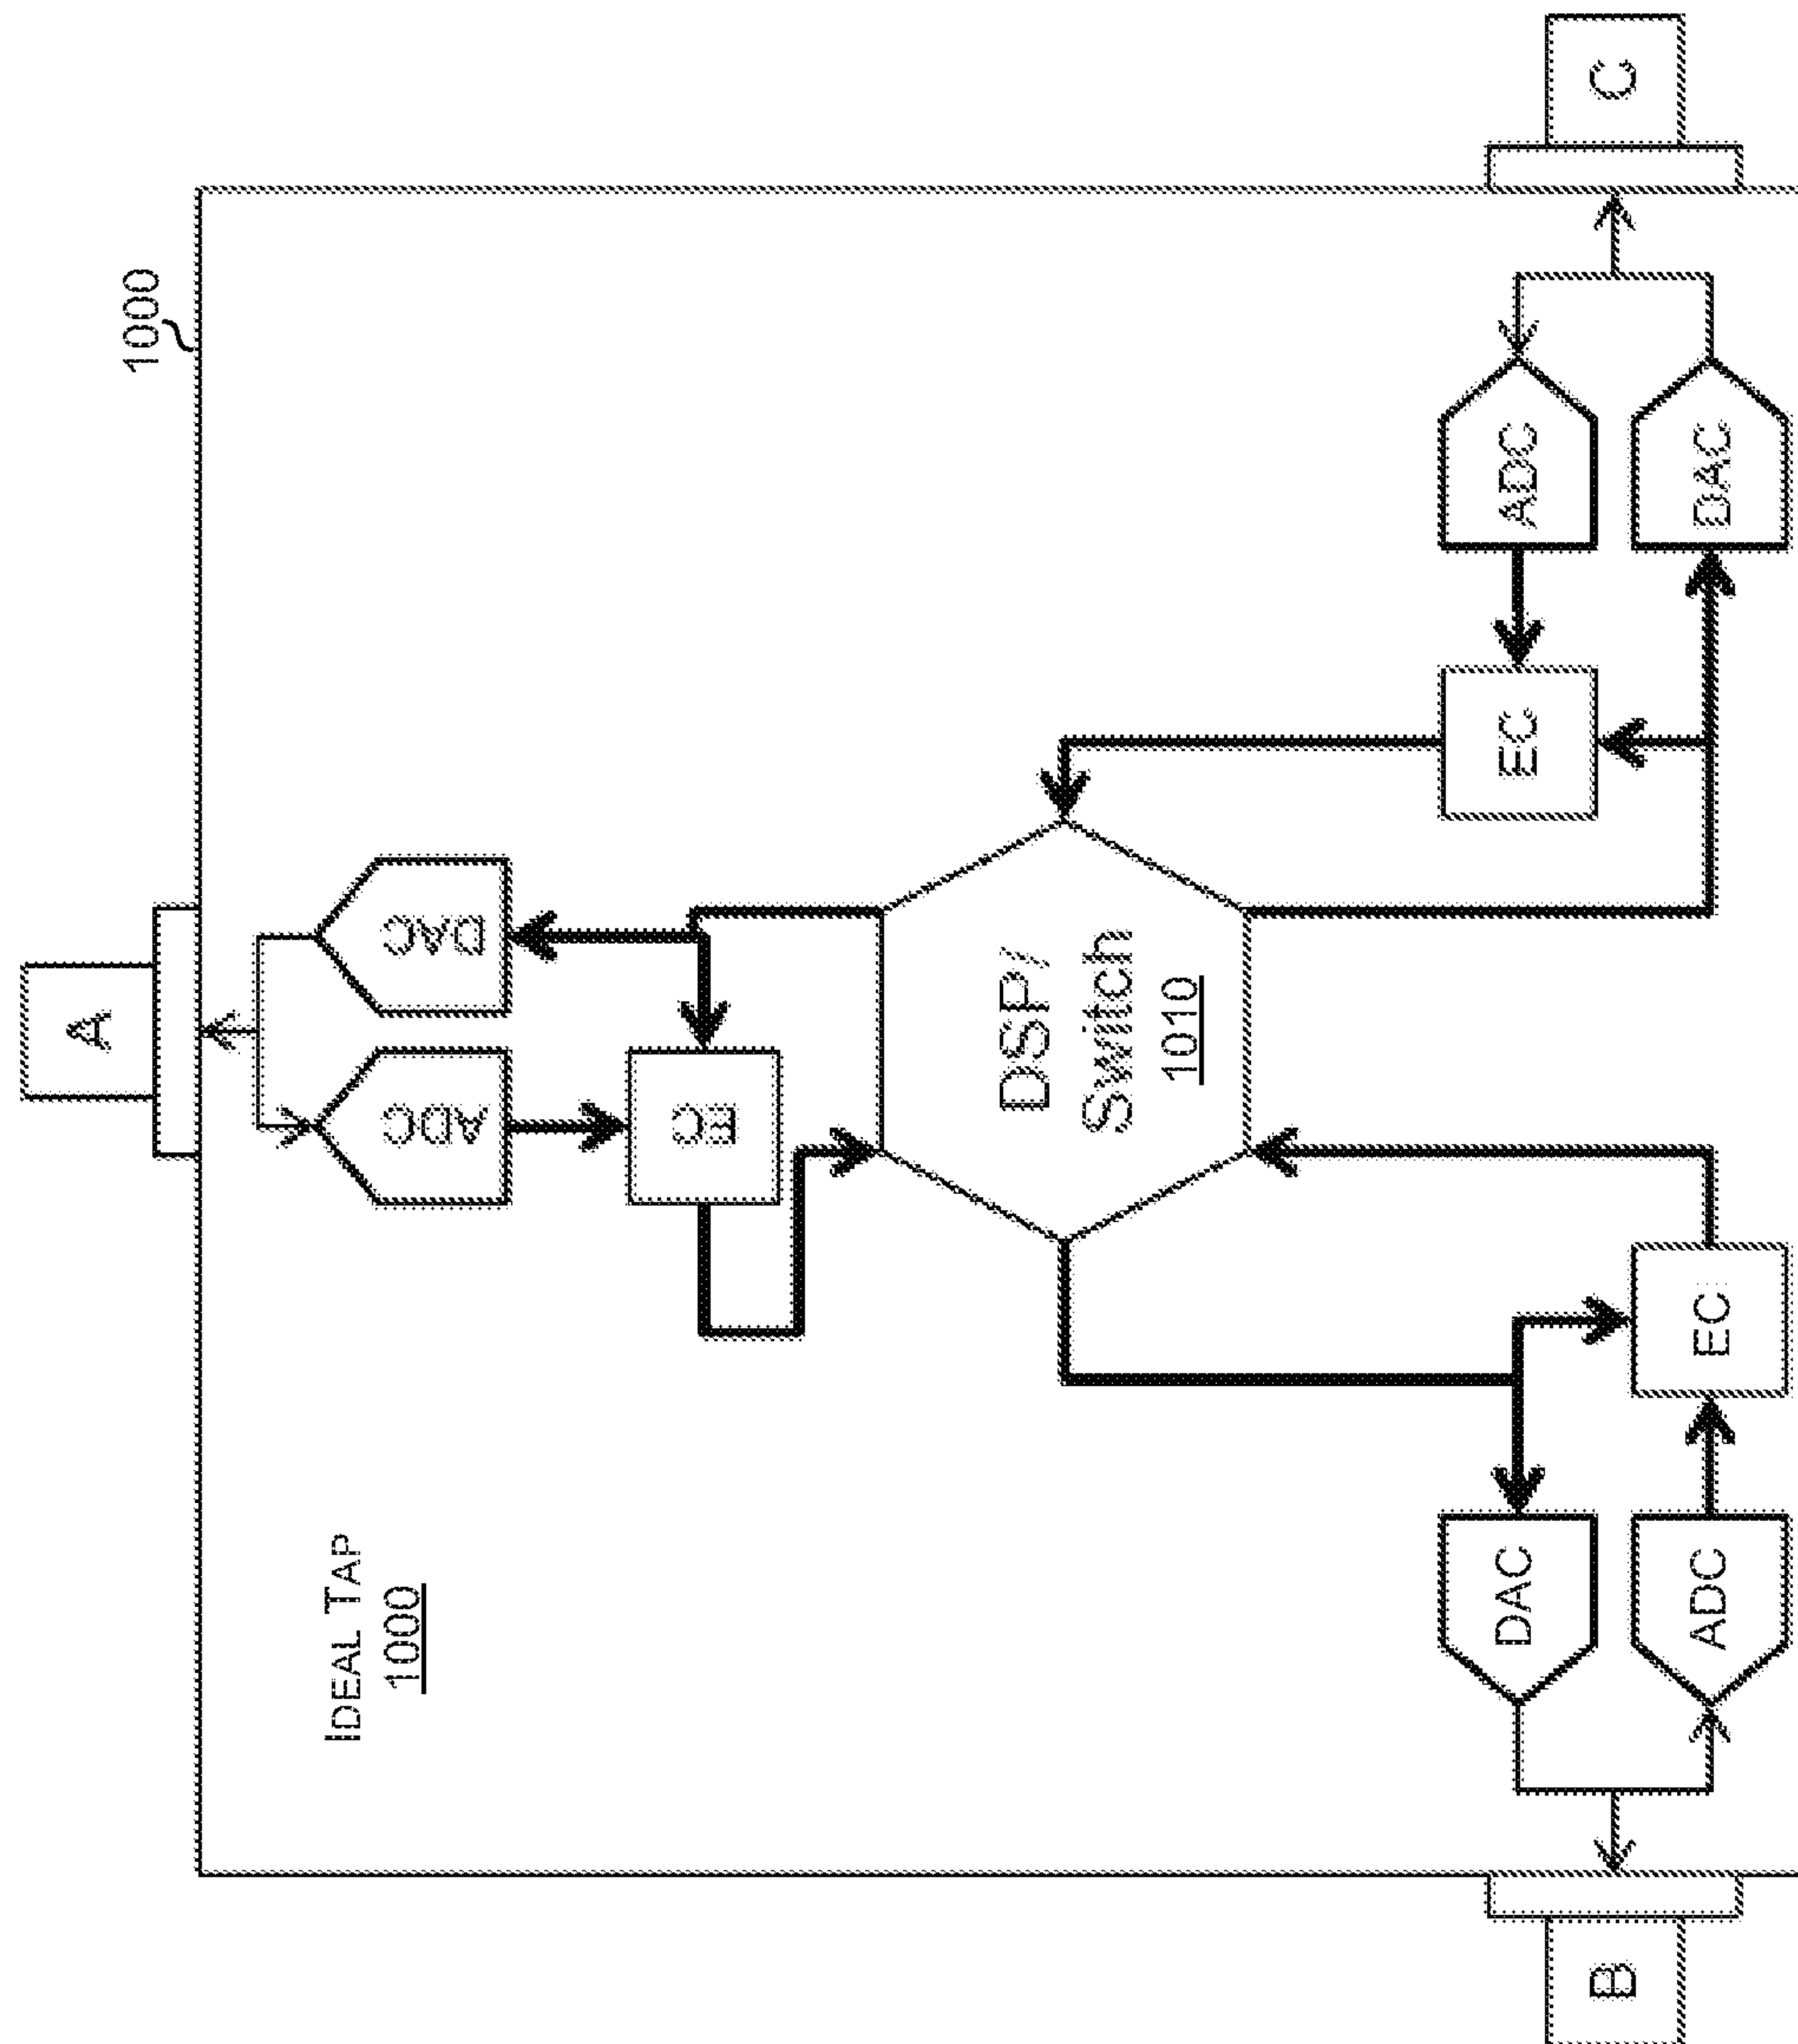 1000
IDEAL TAP
1000
A
ADC
DAC
EC
DSP/
Switch
1010
EC
ADC
DAC
C
DAC
ADC
EC
B